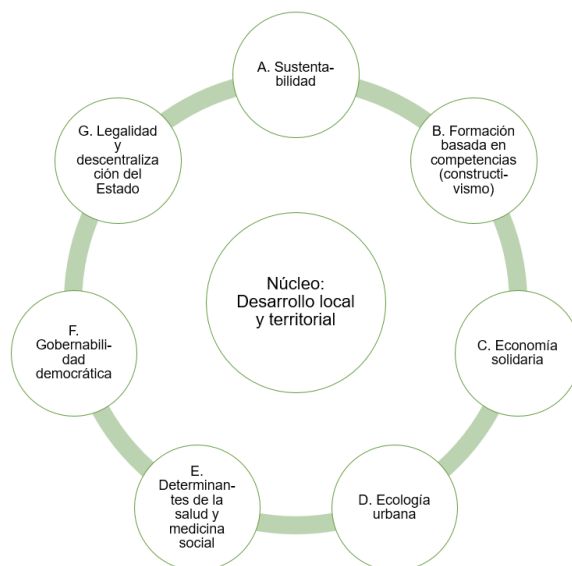 A. Sustenta-
bilidad
B. Formación
basada en
competencias
(constructi-
vismo)
C. Economía
solidaria
D. Ecología
urbana
E.
Determinan-
tes de la
salud y
medicina
social
F.
Gobernabili-
dad
democrática
G. Legalidad
y
descentraliza
ción del
Estado
Núcleo:
Desarrollo local
y territorial